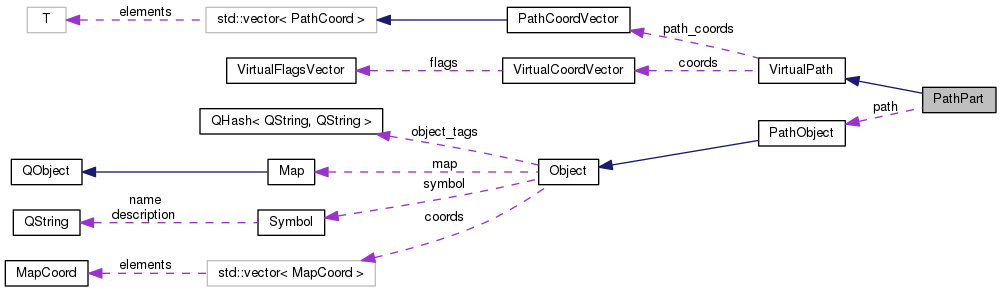 T
elements
std::vector< PathCoord >
PathCoordVector
path_coords
VirtualFlagsVector
flags
VirtualCoordVector
coords
VirtualPath
PathPart
path
QHash< QString, QString >
object_tags
PathObject
QObject
Map
map
Object
symbol
name
description
QString
Symbol
coords
MapCoord
elements
std::vector< MapCoord >